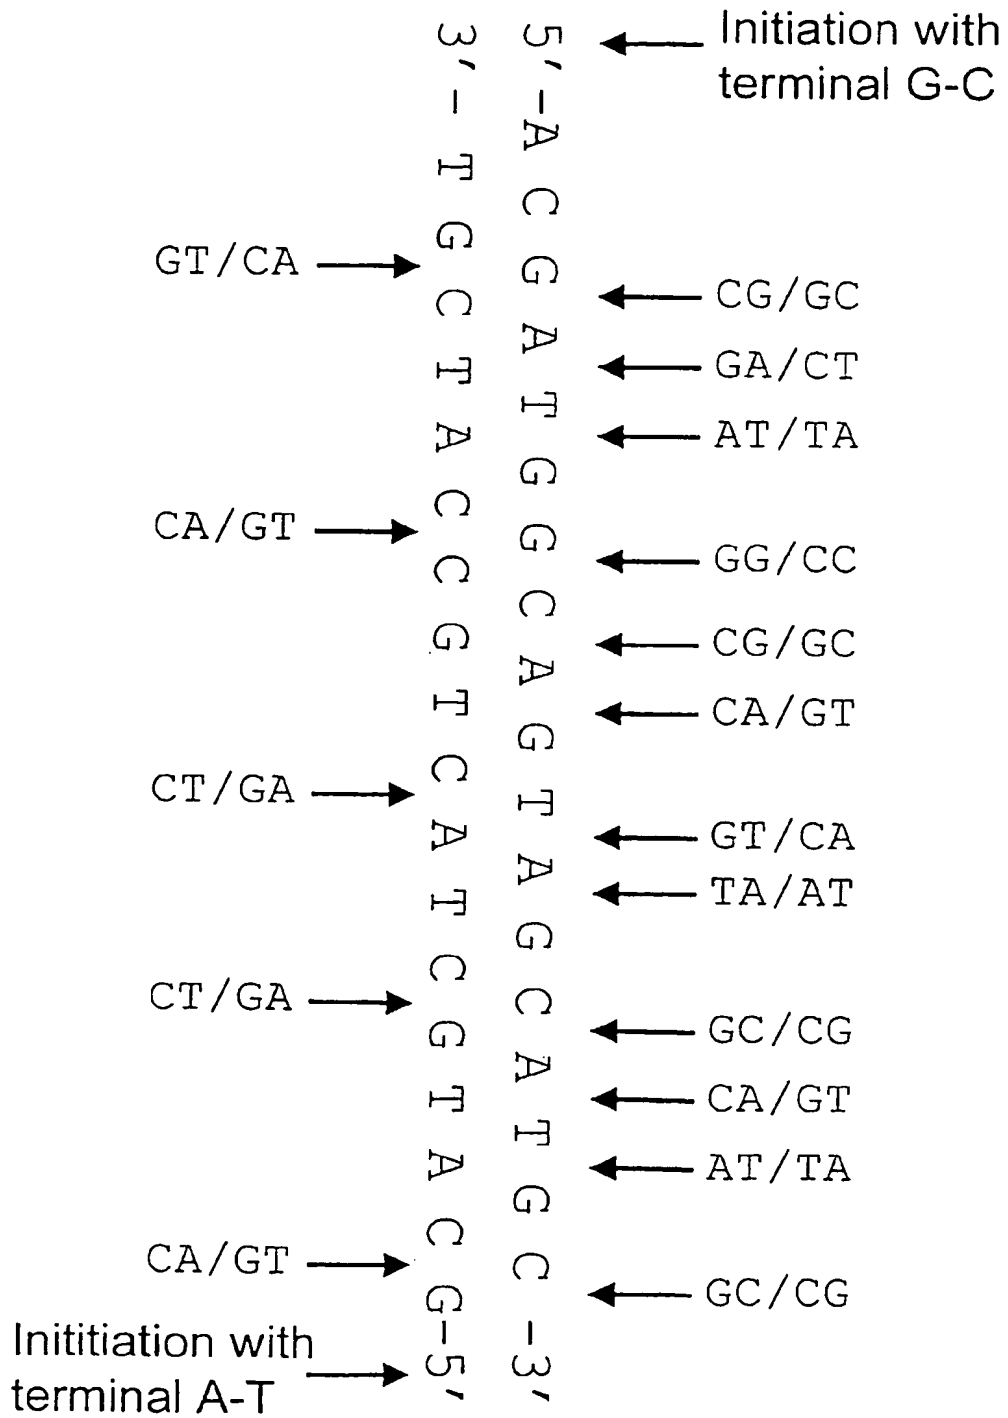 Initiation with
terminal G-C
3'-T G C T A C C G T C A T C G T A C G-5'
5'-A C G A T G G C A G T A G C A T G C-3'
GT/CA
CG/GC
GA/CT
AT/TA
CA/GT
GG/CC
CG/GC
CA/GT
CT/GA
GT/CA
TA/AT
CT/GA
GC/CG
CA/GT
AT/TA
CA/GT
GC/CG
Inititiation with
terminal A-T